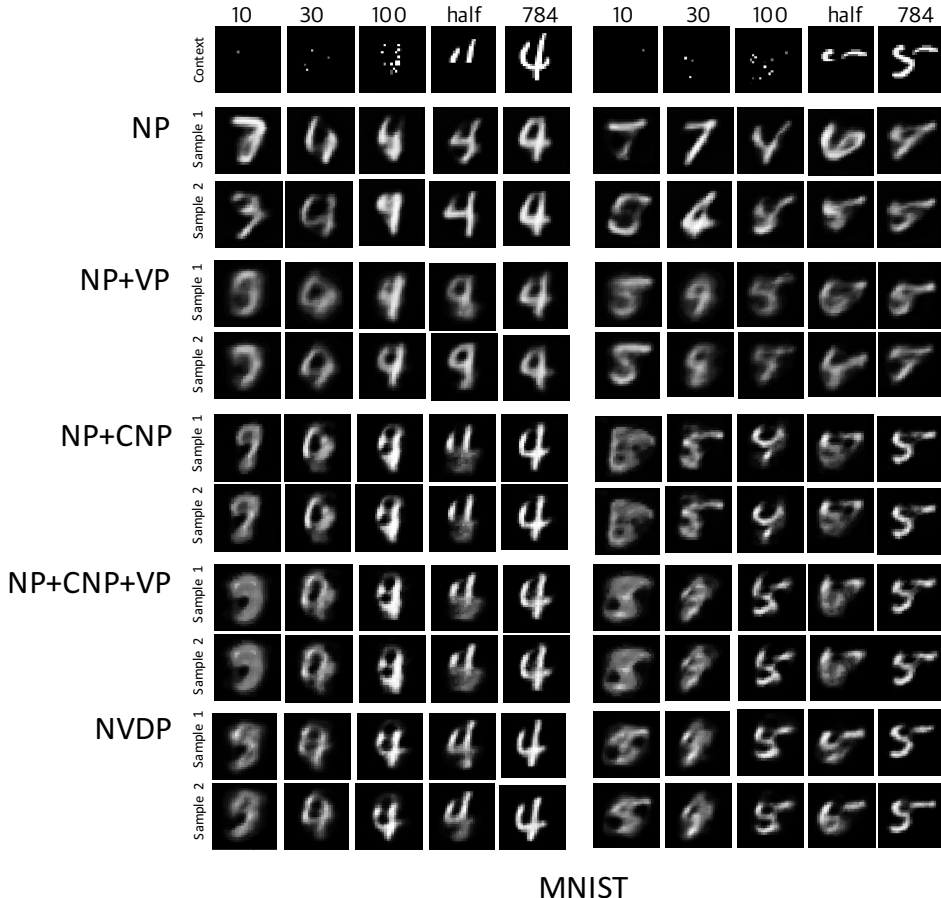 10 30 100 half 784 10 30 100 half 784
Context
NP
Sample 1
Sample 2
NP+VP
Sample 1
Sample 2
NP+CNP
Sample 1
Sample 2
NP+CNP+VP
Sample 1
Sample 2
NVDP
Sample 1
Sample 2
MNIST